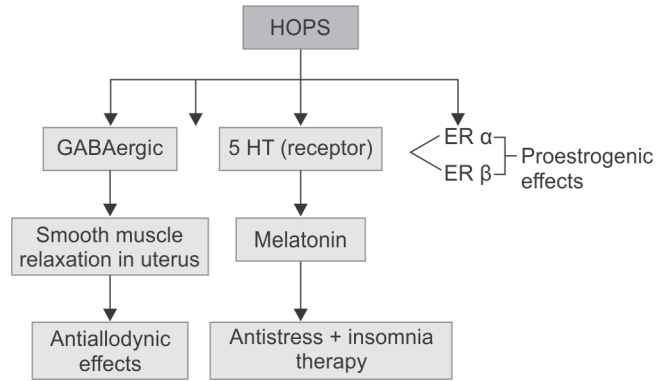 HOPS
GABAergic
5 HT (receptor)
ER α
ER β
Proestrogenic
effects
Smooth muscle
relaxation in uterus
Melatonin
Antiallodynic
effects
Antistress + insomnia
therapy